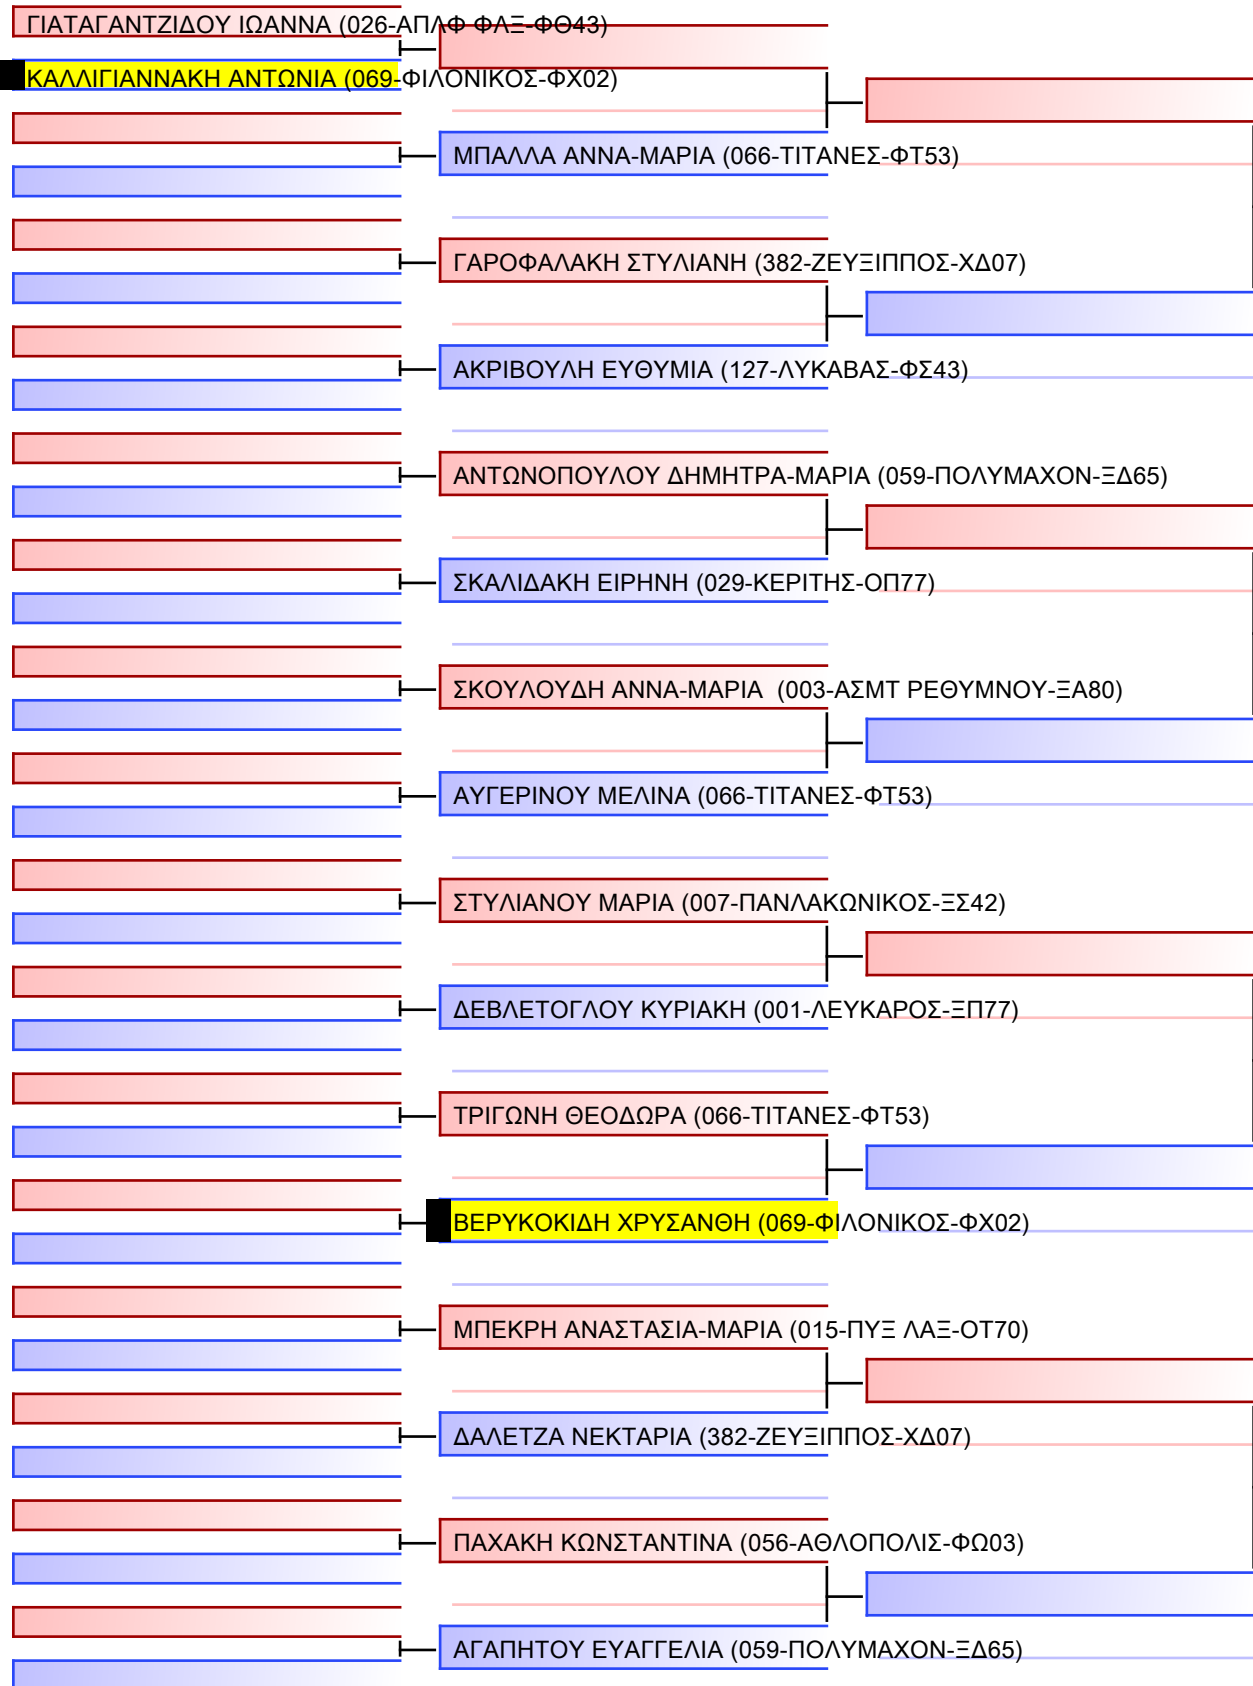 ΓΙΑΤΑΓΑΝΤΖΙΔΟΥ ΙΩΑΝΝΑ (026-ΑΠΛΦ ΦΛΞ-ΦΘ43)
ΚΑΛΛΙΓΙΑΝΝΑΚΗ ΑΝΤΩΝΙΑ (069-ΦΙΛΟΝΙΚΟΣ-ΦΧ02)
ΜΠΑΛΛΑ ΑΝΝΑ-ΜΑΡΙΑ (066-ΤΙΤΑΝΕΣ-ΦΤ53)
ΓΑΡΟΦΑΛΑΚΗ ΣΤΥΛΙΑΝΗ (382-ΖΕΥΞΙΠΠΟΣ-ΧΔ07)
ΑΚΡΙΒΟΥΛΗ ΕΥΘΥΜΙΑ (127-ΛΥΚΑΒΑΣ-ΦΣ43)
ΑΝΤΩΝΟΠΟΥΛΟΥ ΔΗΜΗΤΡΑ-ΜΑΡΙΑ (059-ΠΟΛΥΜΑΧΟΝ-ΞΔ65)
ΣΚΑΛΙΔΑΚΗ ΕΙΡΗΝΗ (029-ΚΕΡΙΤΗΣ-ΟΠ77)
ΣΚΟΥΛΟΥΔΗ ΑΝΝΑ-ΜΑΡΙΑ  (003-ΑΣΜΤ ΡΕΘΥΜΝΟΥ-ΞΑ80)
ΑΥΓΕΡΙΝΟΥ ΜΕΛΙΝΑ (066-ΤΙΤΑΝΕΣ-ΦΤ53)
ΣΤΥΛΙΑΝΟΥ ΜΑΡΙΑ (007-ΠΑΝΛΑΚΩΝΙΚΟΣ-ΞΣ42)
ΔΕΒΛΕΤΟΓΛΟΥ ΚΥΡΙΑΚΗ (001-ΛΕΥΚΑΡΟΣ-ΞΠ77)
ΤΡΙΓΩΝΗ ΘΕΟΔΩΡΑ (066-ΤΙΤΑΝΕΣ-ΦΤ53)
ΒΕΡΥΚΟΚΙΔΗ ΧΡΥΣΑΝΘΗ (069-ΦΙΛΟΝΙΚΟΣ-ΦΧ02)
ΜΠΕΚΡΗ ΑΝΑΣΤΑΣΙΑ-ΜΑΡΙΑ (015-ΠΥΞ ΛΑΞ-ΟΤ70)
ΔΑΛΕΤΖΑ ΝΕΚΤΑΡΙΑ (382-ΖΕΥΞΙΠΠΟΣ-ΧΔ07)
ΠΑΧΑΚΗ ΚΩΝΣΤΑΝΤΙΝΑ (056-ΑΘΛΟΠΟΛΙΣ-ΦΩ03)
ΑΓΑΠΗΤΟΥ ΕΥΑΓΓΕΛΙΑ (059-ΠΟΛΥΜΑΧΟΝ-ΞΔ65)